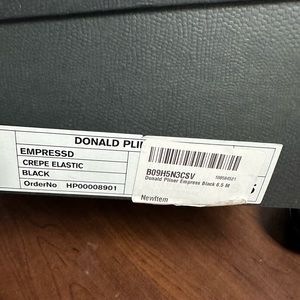 DONALD PLI
EMPRESSD
CREPE ELASTIC
BLACK
OrderNo HP00008901
B09H5N3CSV
Donald Pliner Empress Black 6.5 M
NewItem